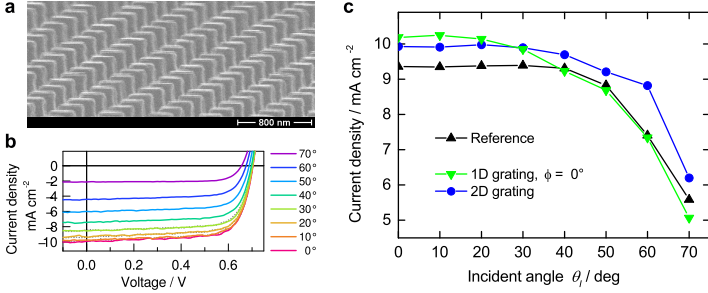 a
800 nm
b
Current density
mA cm-2
0
-2
-4
-6
-8
-10
0.0
0.2
0.4
0.6
Voltage / V
70°
60°
50°
40°
30°
20°
10°
0°
c
Current density / mA cm-2
10
9
8
7
6
5
Reference
1D grating, ϕ = 0°
2D grating
0 10 20 30 40 50 60 70
Incident angle θi / deg